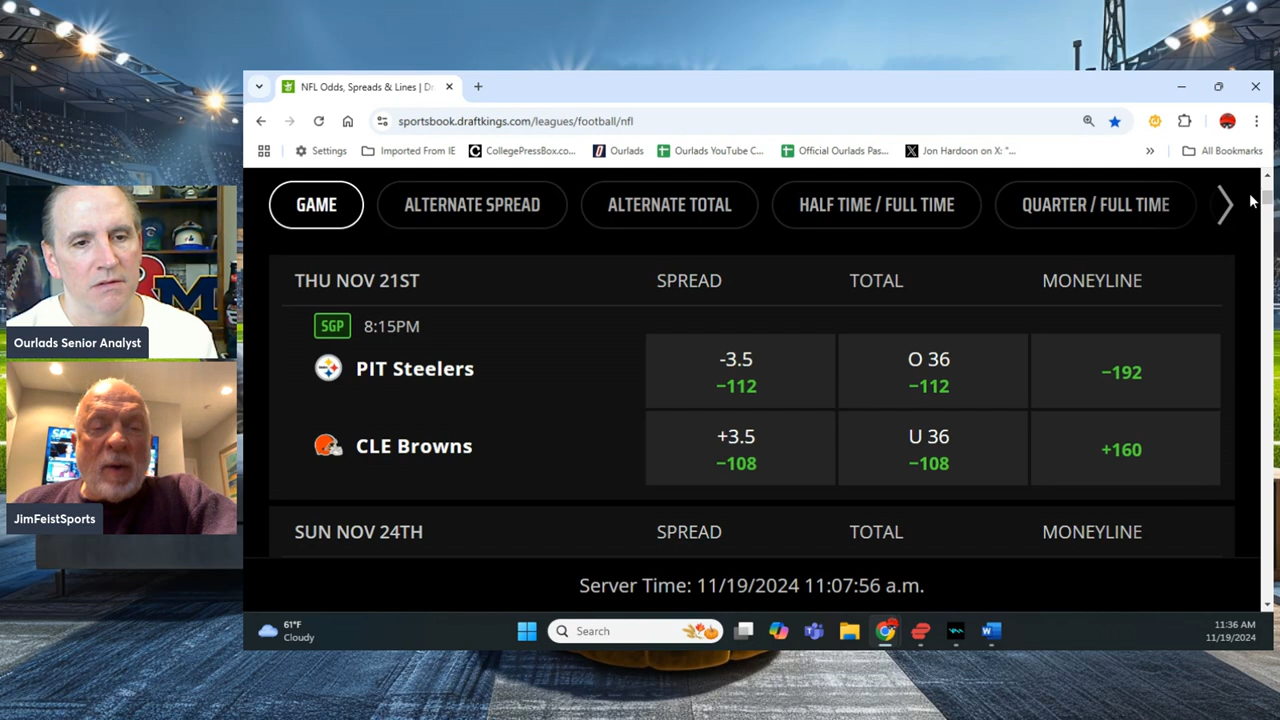 NFL Odds, Spreads & Lines | Dr
sportsbook.draftkings.com/leagues/football/nfl
Settings Imported From IE CollegePressBox.co... Ourlads Ourlads YouTube C... Official Ourlads Pas... Jon Hardoon on X: "... All Bookmarks
GAME ALTERNATE SPREAD ALTERNATE TOTAL HALF TIME / FULL TIME QUARTER / FULL TIME
THU NOV 21ST SPREAD TOTAL MONEYLINE
SGP 8:15PM
PIT Steelers -3.5 −112 O 36 −112 −192
CLE Browns +3.5 −108 U 36 −108 +160
SUN NOV 24TH SPREAD TOTAL MONEYLINE
Server Time: 11/19/2024 11:07:56 a.m.
61°F
Cloudy
Search
11:36 AM
11/19/2024
Ourlads Senior Analyst
JimFeistSports